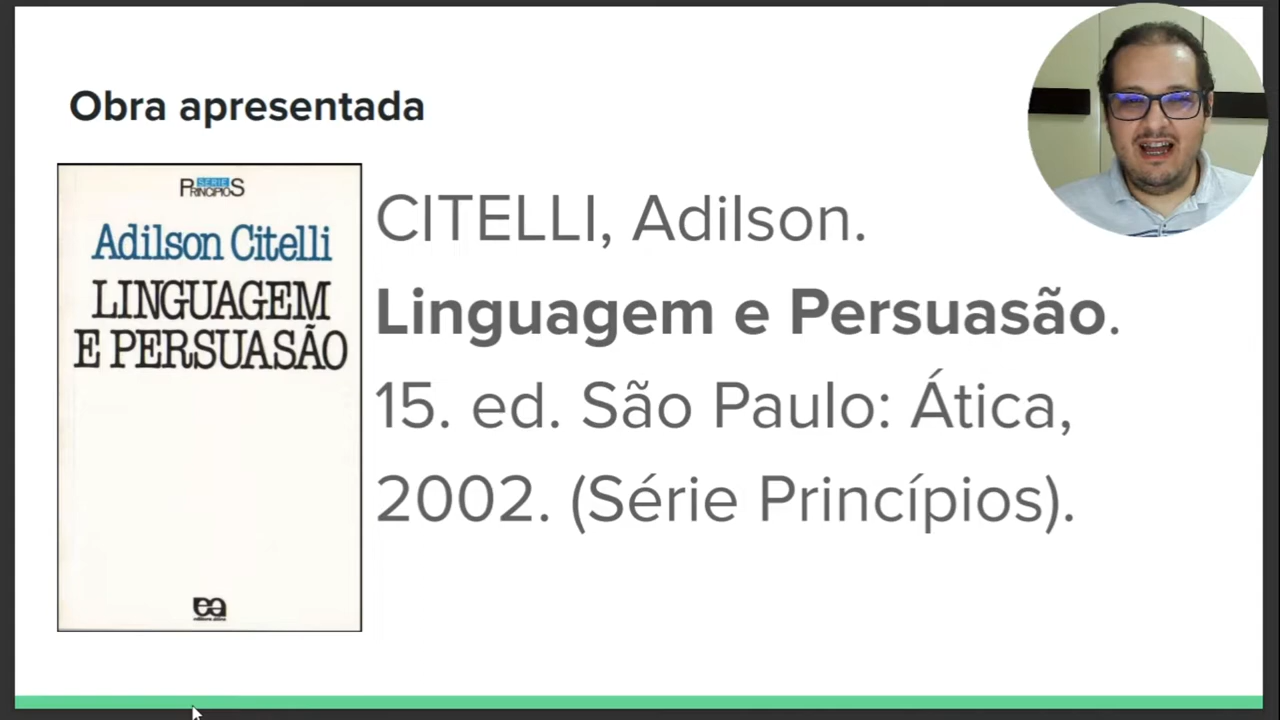 Obra apresentada
SÉRIE
PRINCÍPIOS
Adilson Citelli
LINGUAGEM
E PERSUASÃO
CITELLI, Adilson.
Linguagem e Persuasão.
15. ed. São Paulo: Ática,
2002. (Série Princípios).